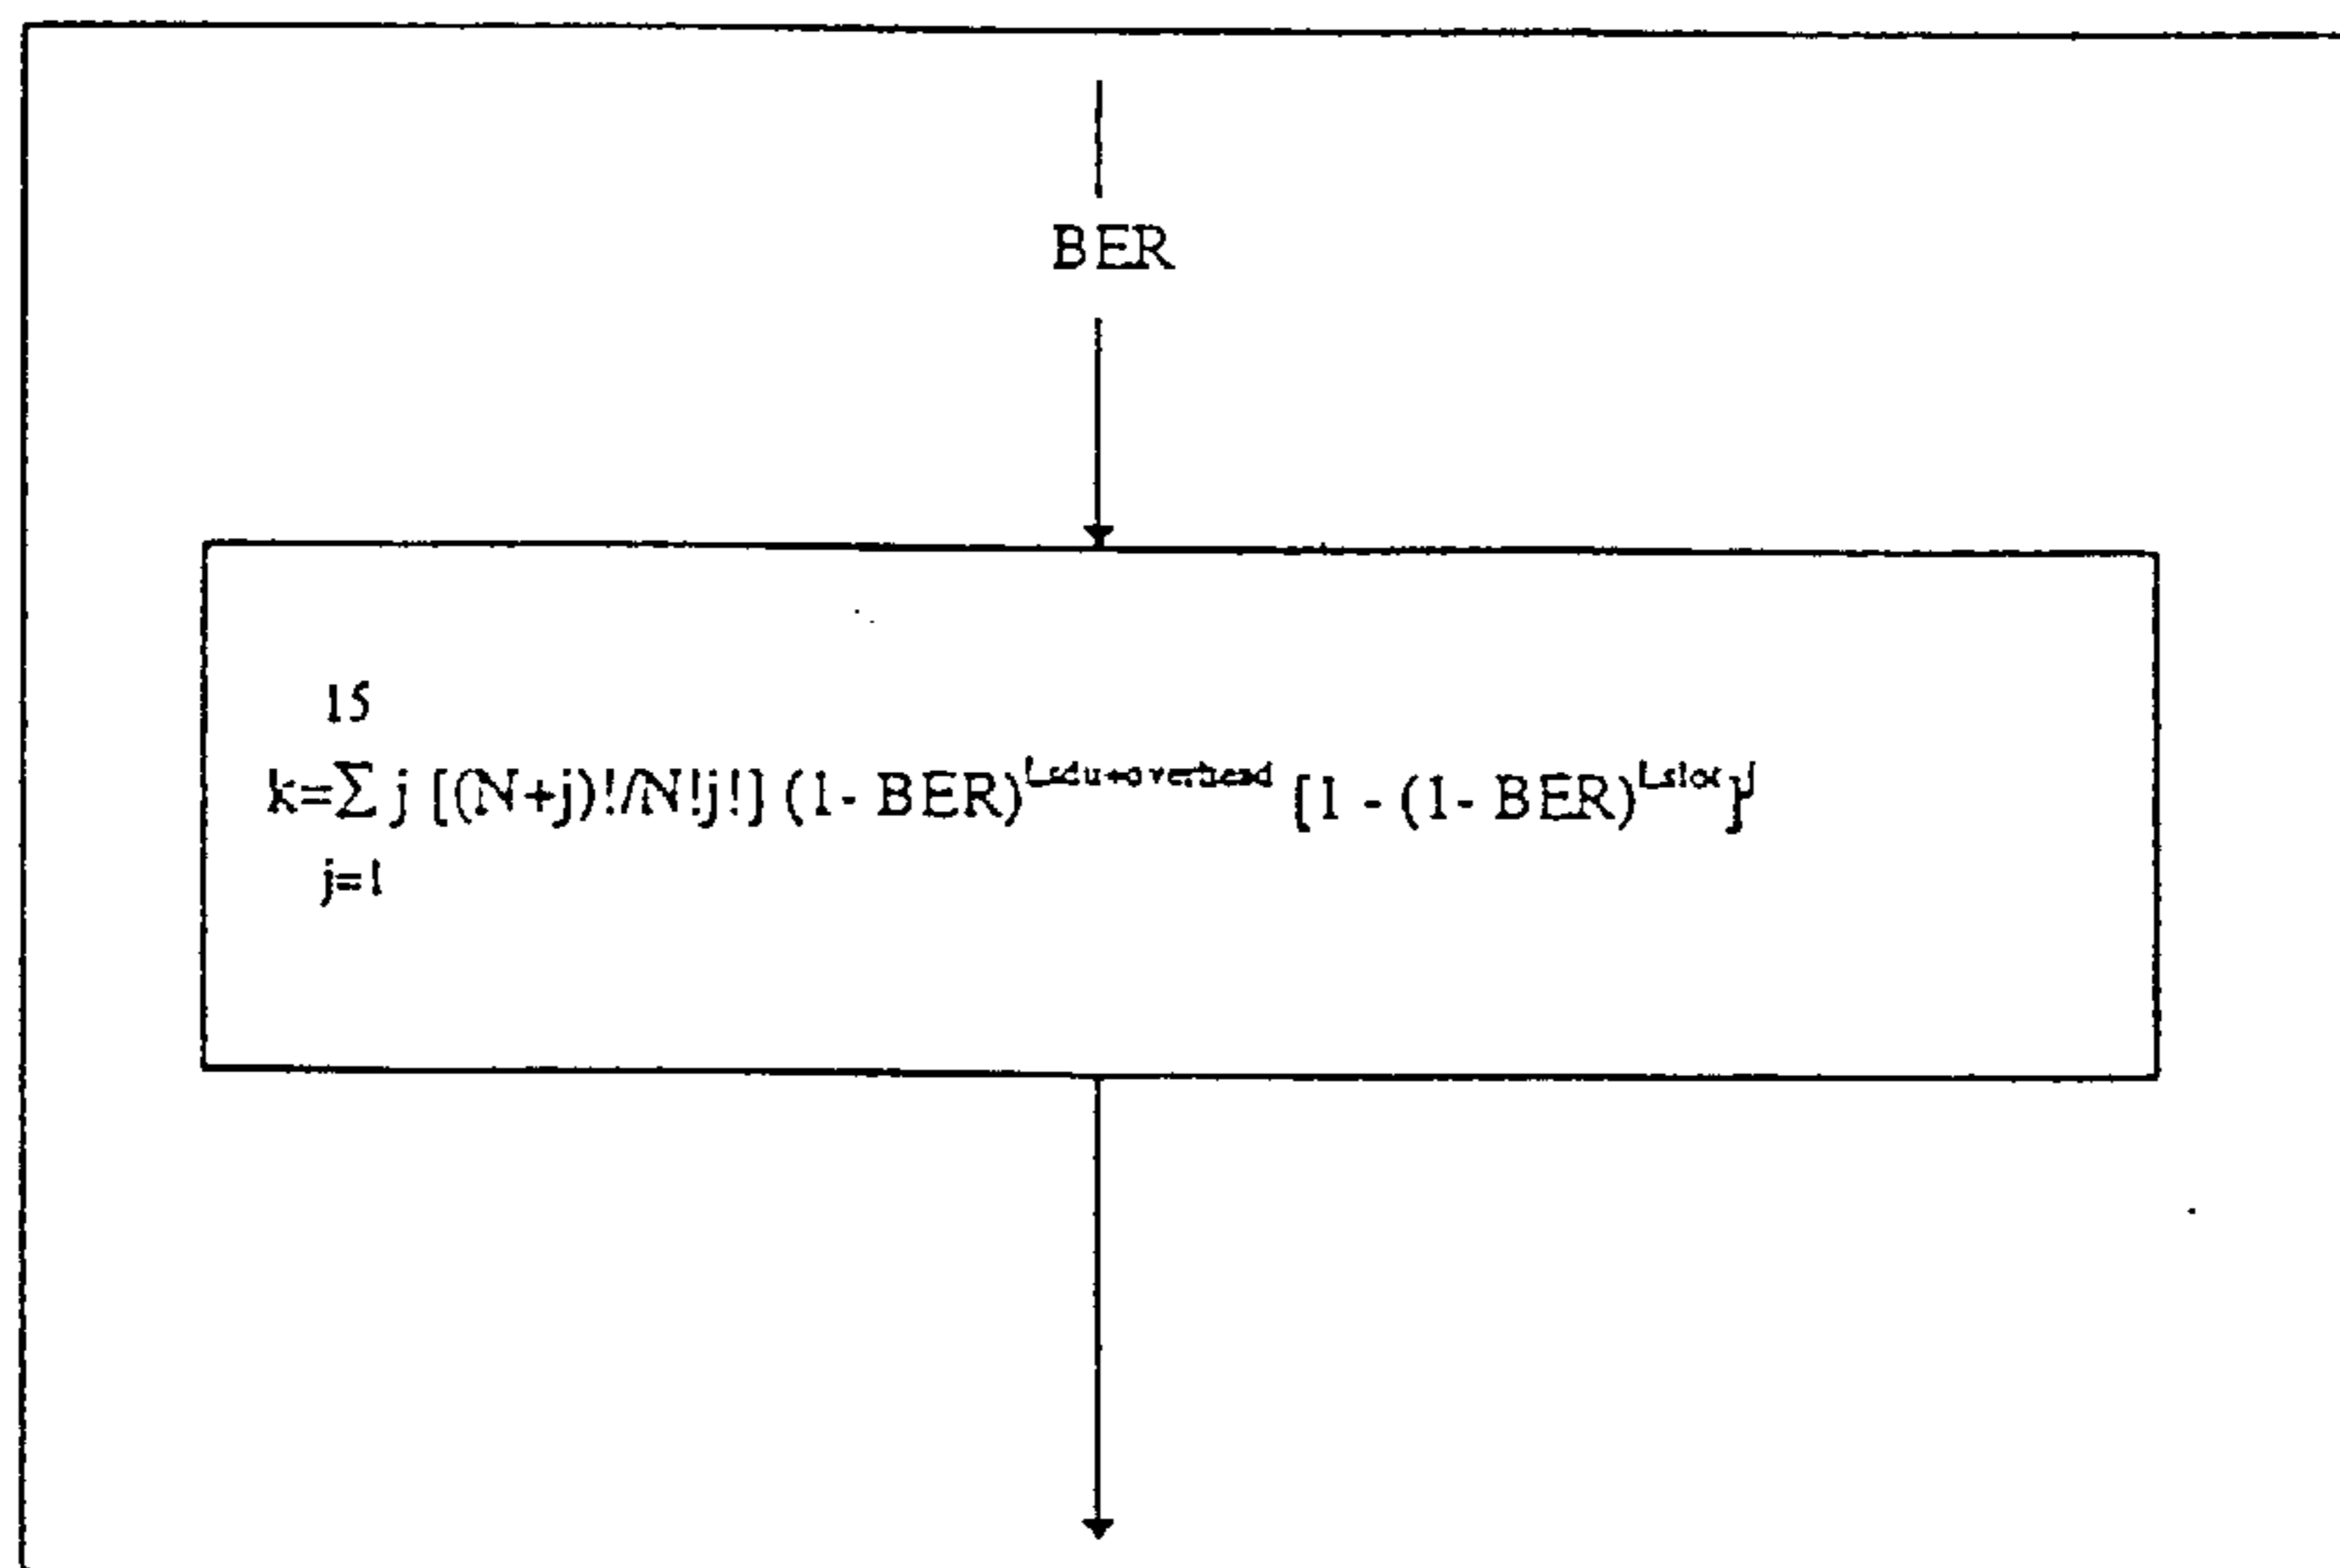 BER
15
k=∑ j [(N+j)!/N!j!] (1- BER)^Lsdu+overhead [1 - (1- BER)^Lslot]^j
j=1